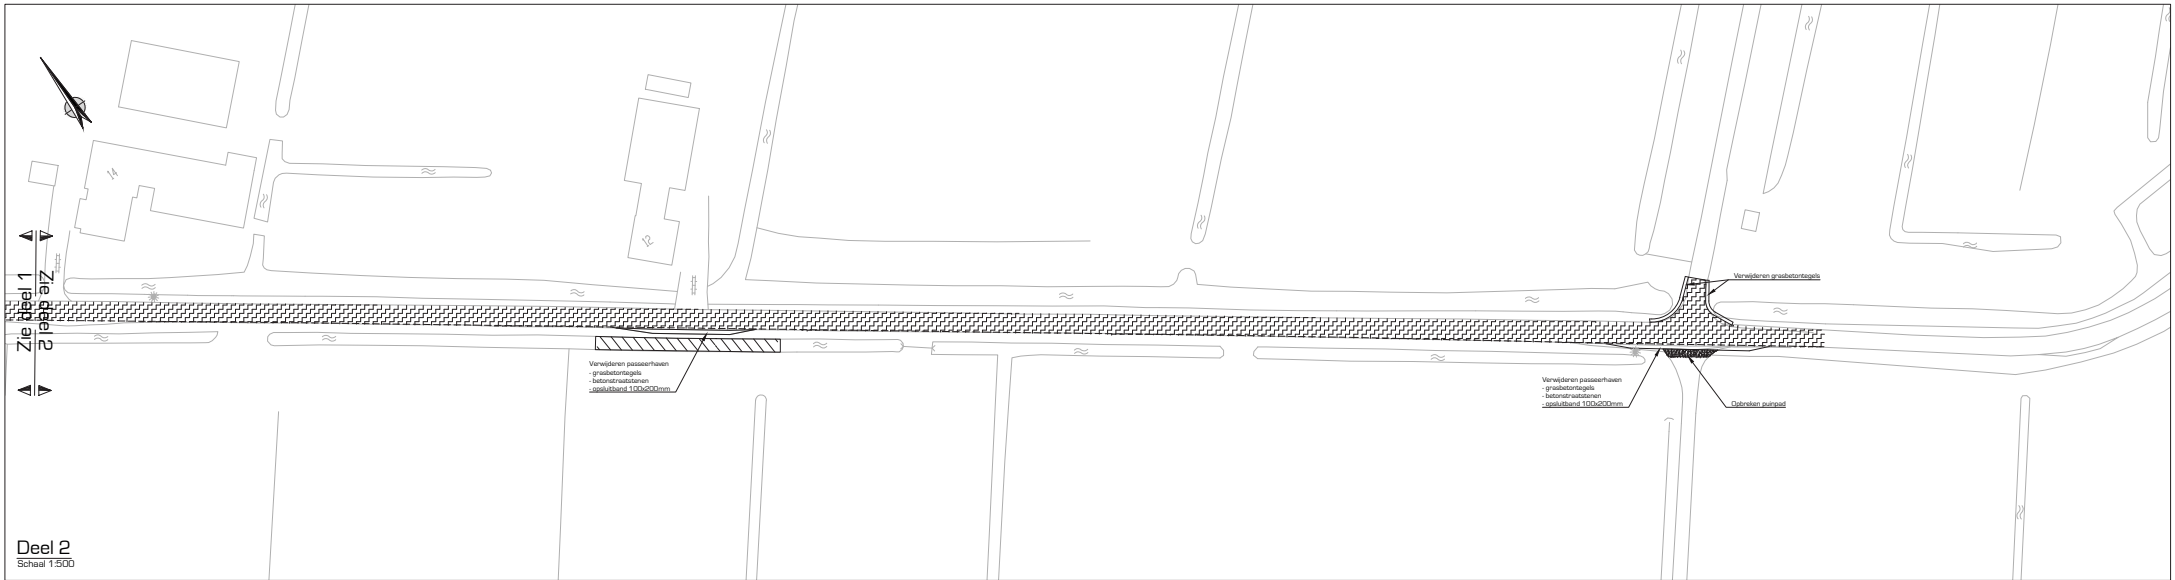 14
12
Zie deel 1
Zie deel 2
Verwijderen grasbetontegels
Verwijderen passeerhaven
- grasbetontegels
- betonstraatstenen
- opsluitband 100x200mm
Verwijderen passeerhaven
- grasbetontegels
- betonstraatstenen
- opsluitband 100x200mm
Opbreken puinpad
Deel 2
Schaal 1:500